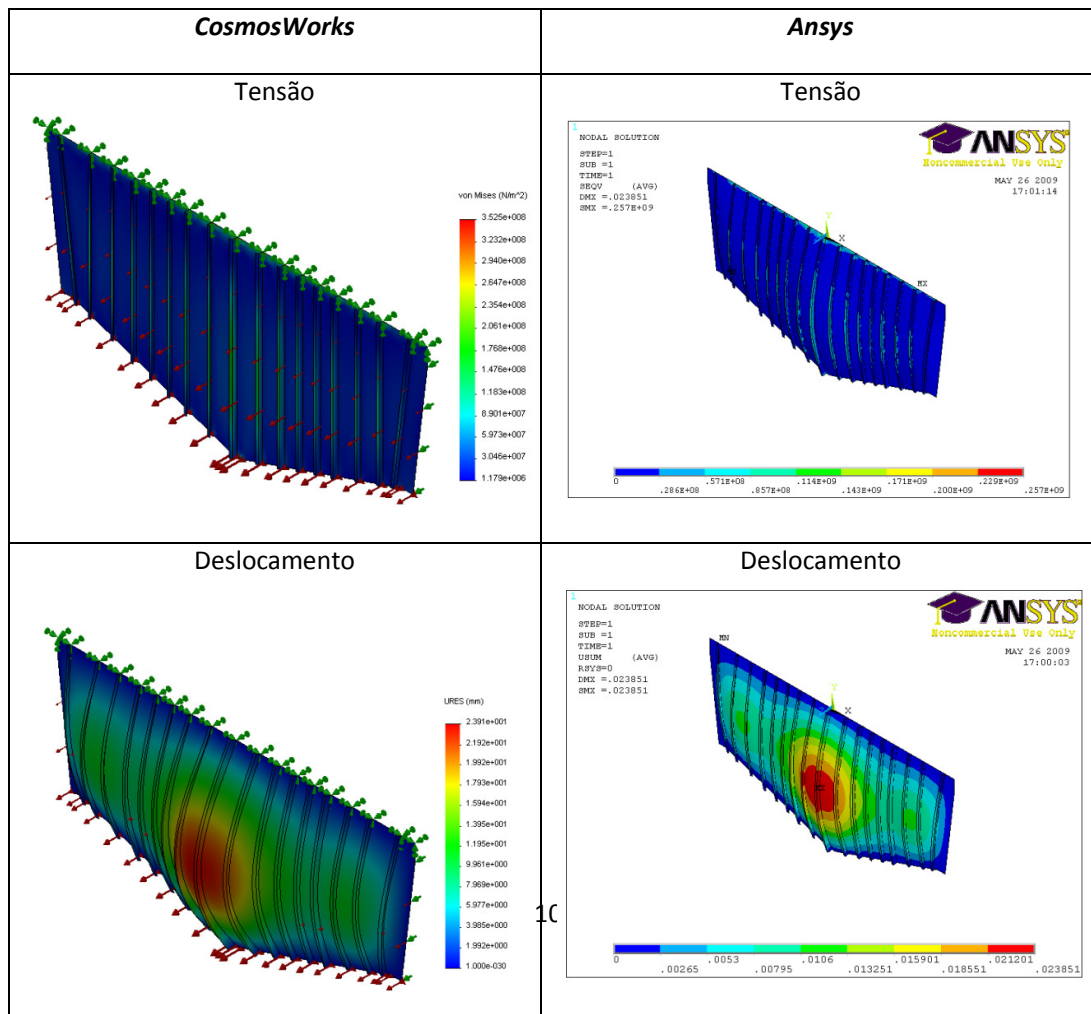 CosmosWorks
Ansys
Tensão
von Mises (N/m^2)
3.525e+008
3.232e+008
2.940e+008
2.647e+008
2.354e+008
2.061e+008
1.768e+008
1.476e+008
1.183e+008
8.901e+007
5.973e+007
3.046e+007
1.179e+006
Tensão
1
NODAL SOLUTION
STEP=1
SUB =1
TIME=1
SEQV (AVG)
DMX =.023851
SMX =.257E+09
ANSYS
Noncommercial Use Only
MAY 26 2009
17:01:14
Y
X
MX
0 .571E+08 .114E+09 .171E+09 .229E+09
.286E+08 .857E+08 .143E+09 .200E+09 .257E+09
Deslocamento
URES (mm)
2.391e+001
2.192e+001
1.992e+001
1.793e+001
1.594e+001
1.395e+001
9.961e+000
7.969e+000
5.977e+000
3.985e+000
1.992e+000
1.000e-030
10
Deslocamento
1
NODAL SOLUTION
STEP=1
SUB =1
TIME=1
USUM (AVG)
RSYS=0
DMX =.023851
SMX =.023851
ANSYS
Noncommercial Use Only
MAY 26 2009
17:00:03
MN
Y
X
MX
0 .0053 .0106 .015901 .021201
.00265 .00795 .013251 .018551 .023851